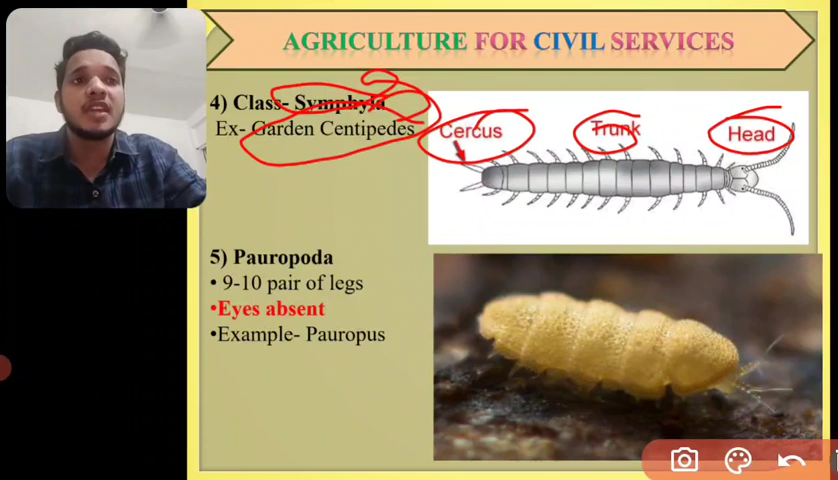 AGRICULTURE FOR CIVIL SERVICES
4) Class- Symphyla
Ex- Garden Centipedes
Cercus
Trunk
Head
5) Pauropoda
• 9-10 pair of legs
•Eyes absent
•Example- Pauropus